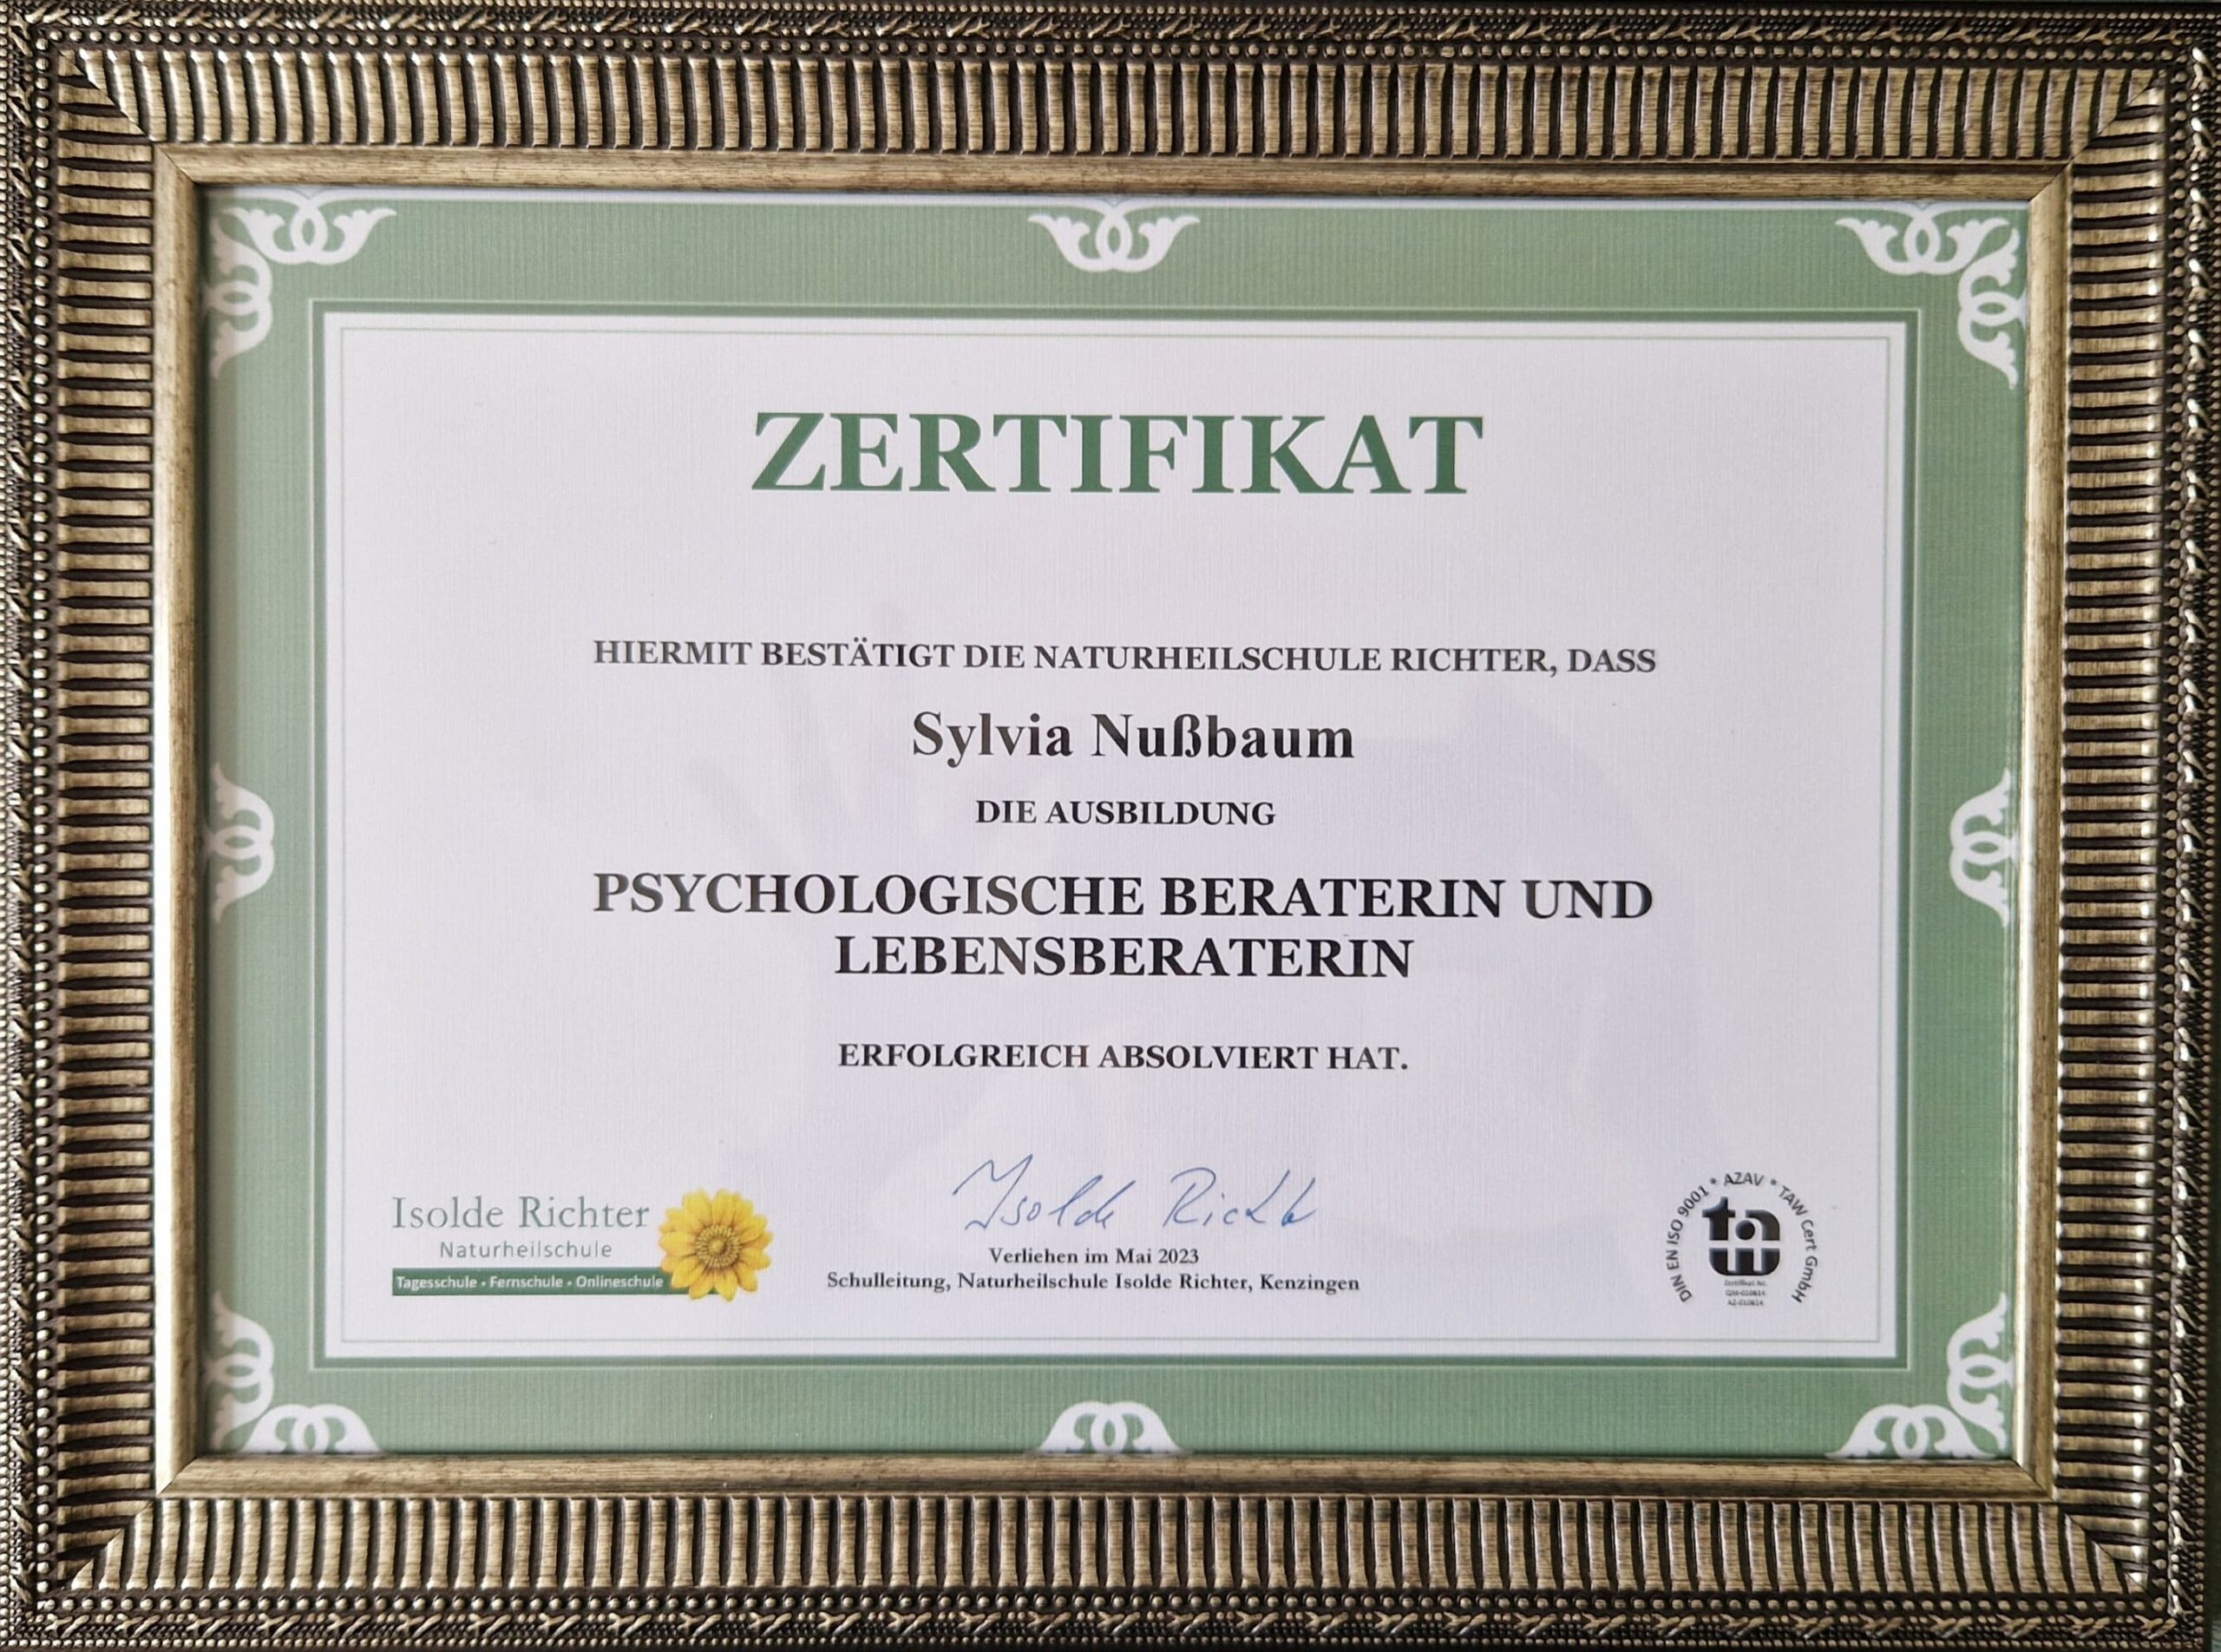 ZERTIFIKAT
HIERMIT BESTÄTIGT DIE NATURHEILSCHULE RICHTER, DASS
Sylvia Nußbaum
DIE AUSBILDUNG
PSYCHOLOGISCHE BERATERIN UND
LEBENSBERATERIN
ERFOLGREICH ABSOLVIERT HAT.
Isolde Richter
Naturheilschule
Tagesschule • Fernschule • Onlineschule
Isolde Richter
Verliehen im Mai 2023
Schulleitung, Naturheilschule Isolde Richter, Kenzingen
DIN EN ISO 9001 * AZAV * TAW Cert GmbH
taw
Zertifikat Nr.